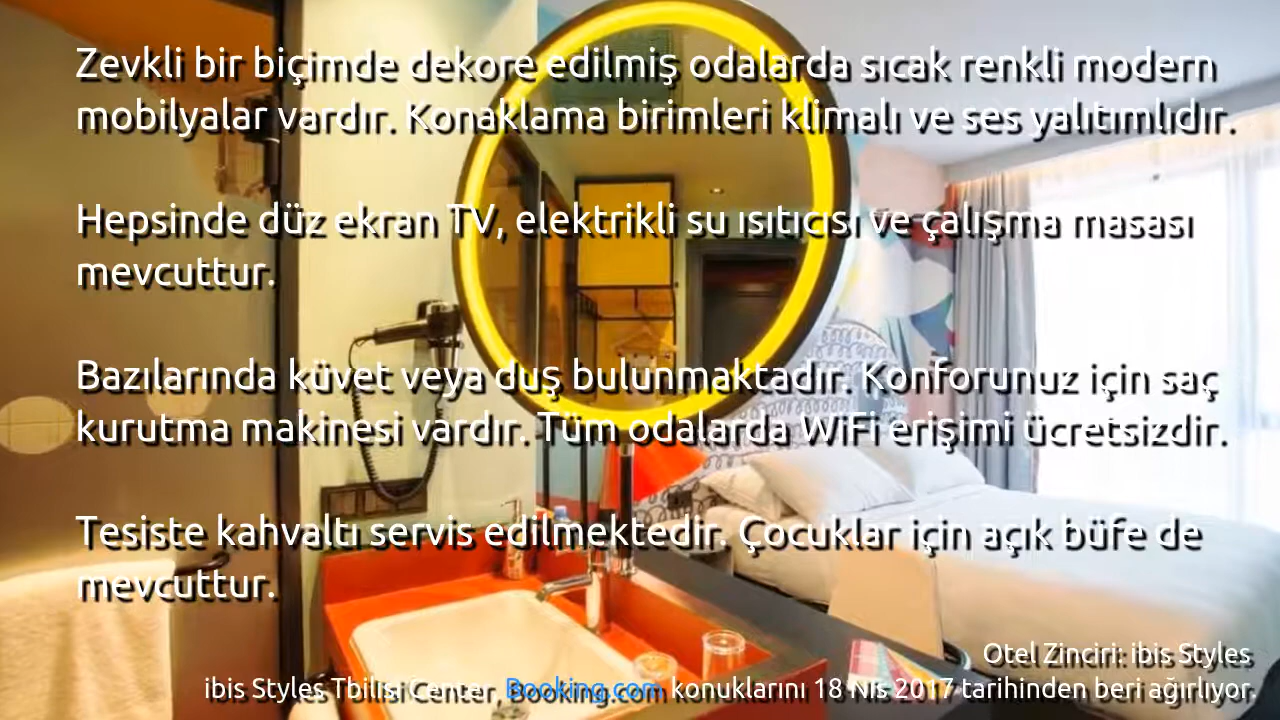 Zevkli bir biçimde dekore edilmiş odalarda sıcak renkli modern
mobilyalar vardır. Konaklama birimleri klimalı ve ses yalıtımlıdır.
Hepsinde düz ekran TV, elektrikli su ısıtıcısı ve çalışma masası
mevcuttur.
Bazılarında küvet veya duş bulunmaktadır. Konforunuz için saç
kurutma makinesi vardır. Tüm odalarda WiFi erişimi ücretsizdir.
Tesiste kahvaltı servis edilmektedir. Çocuklar için açık büfe de
mevcuttur.
Otel Zinciri: ibis Styles
ibis Styles Tbilisi Center, Booking.com konuklarını 18 Nis 2017 tarihinden beri ağırlıyor.